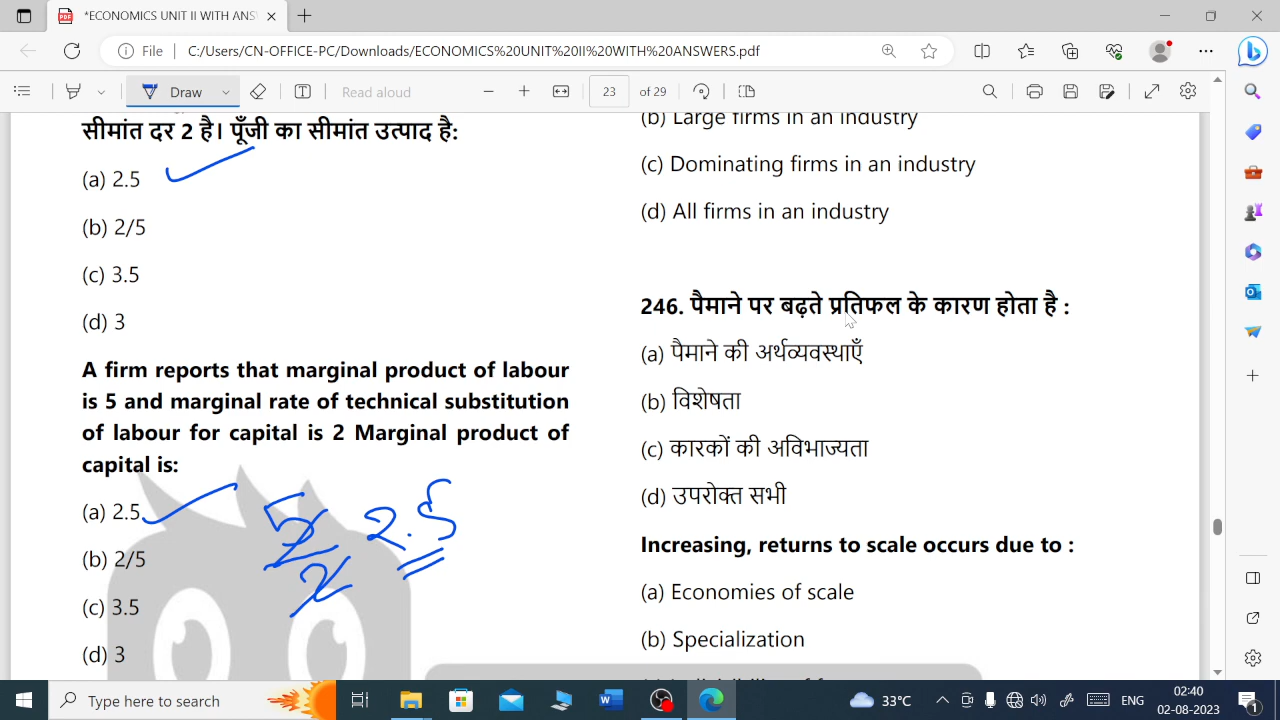 *ECONOMICS UNIT II WITH ANS
File
C:/Users/CN-OFFICE-PC/Downloads/ECONOMICS%20UNIT%20II%20WITH%20ANSWERS.pdf
Draw
Read aloud
23
of 29
सीमांत दर 2 है। पूँजी का सीमांत उत्पाद है:
(a) 2.5
(b) 2/5
(c) 3.5
(d) 3
A firm reports that marginal product of labour
is 5 and marginal rate of technical substitution
of labour for capital is 2 Marginal product of
capital is:
(a) 2.5
(b) 2/5
(c) 3.5
(d) 3
5
2
2.5
(b) Large firms in an industry
(c) Dominating firms in an industry
(d) All firms in an industry
246. पैमाने पर बढ़ते प्रतिफल के कारण होता है :
(a) पैमाने की अर्थव्यवस्थाएँ
(b) विशेषता
(c) कारकों की अविभाज्यता
(d) उपरोक्त सभी
Increasing, returns to scale occurs due to :
(a) Economies of scale
(b) Specialization
Type here to search
33°C
ENG
02:40
02-08-2023
1